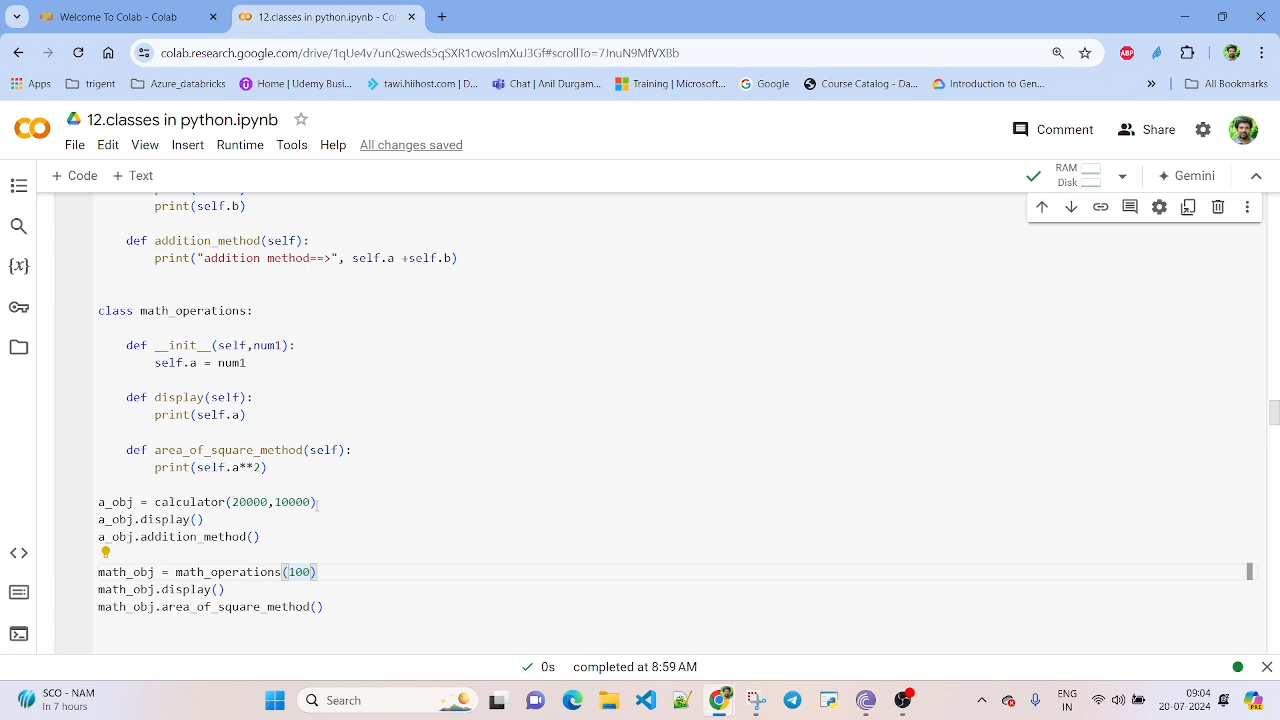 Welcome To Colab - Colab
12.classes in python.ipynb - Co
colab.research.google.com/drive/1qUe4v7unQsweds5qSXR1cwosImXuJ3Gf#scrollTo=7JnuN9MfVXBb
Apps
trigent
Azure_databricks
Home | Udemy Busi...
tawi.hiihost.com | D...
Chat | Anil Durgam...
Training | Microsoft...
Google
Course Catalog - Da...
Introduction to Gen...
All Bookmarks
12.classes in python.ipynb
File Edit View Insert Runtime Tools Help All changes saved
Comment
Share
+ Code + Text
RAM
Disk
Gemini
print(self.b)
def addition_method(self):
print("addition method==>", self.a +self.b)
class math_operations:
def __init__(self,num1):
self.a = num1
def display(self):
print(self.a)
def area_of_square_method(self):
print(self.a**2)
a_obj = calculator(20000,10000)
a_obj.display()
a_obj.addition_method()
math_obj = math_operations(100)
math_obj.display()
math_obj.area_of_square_method()
0s completed at 8:59 AM
SCO - NAM
In 7 hours
Search
ENG
IN
09:04
20-07-2024